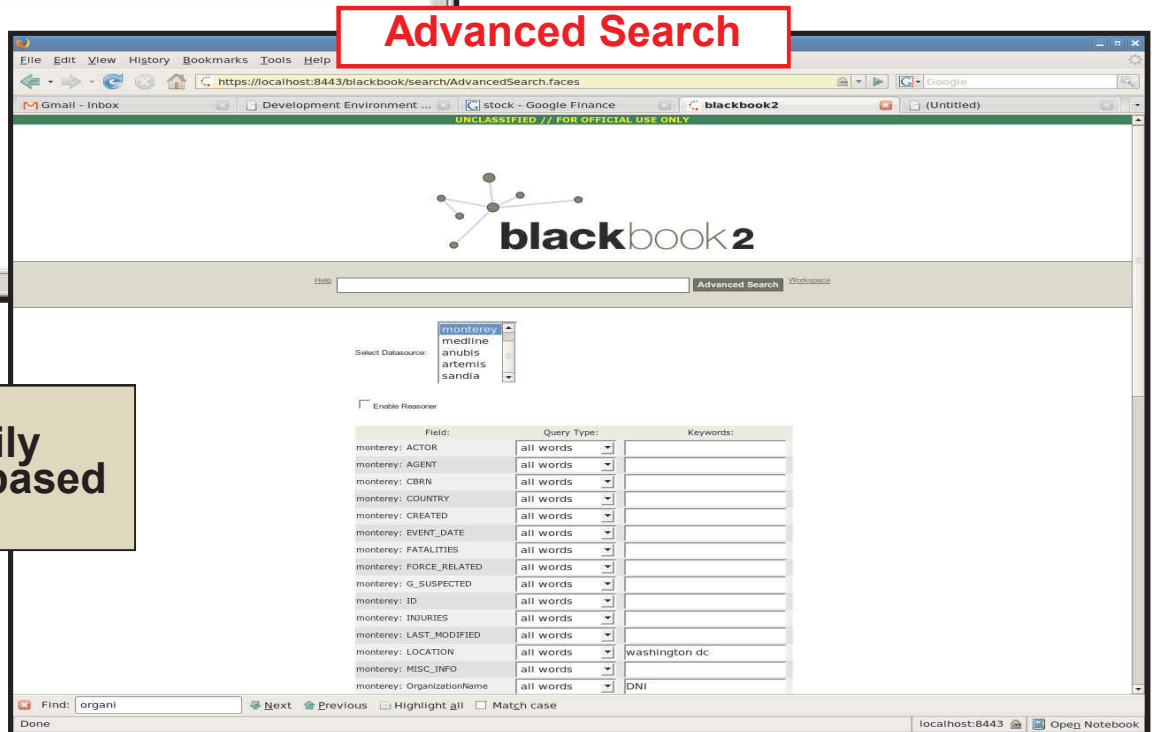 Advanced Search
File Edit View History Bookmarks Tools Help
https://localhost:8443/blackbook/search/AdvancedSearch.faces
Google
Gmail - Inbox
Development Environment ...
stock - Google Finance
blackbook2
(Untitled)
UNCLASSIFIED // FOR OFFICIAL USE ONLY
blackbook2
Help
Advanced Search
Workspace
Select Datasource:
monterey
medline
anubis
artemis
sandia
Enable Reasoner
Field: Query Type: Keywords:
monterey: ACTOR all words
monterey: AGENT all words
monterey: CBRN all words
monterey: COUNTRY all words
monterey: CREATED all words
monterey: EVENT_DATE all words
monterey: FATALITIES all words
monterey: FORCE_RELATED all words
monterey: G_SUSPECTED all words
monterey: ID all words
monterey: INJURIES all words
monterey: LAST_MODIFIED all words
monterey: LOCATION all words washington dc
monterey: MISC_INFO all words
monterey: OrganizationName all words DNI
ily
based
Find: organi Next Previous Highlight all Match case
Done localhost:8443 Open Notebook